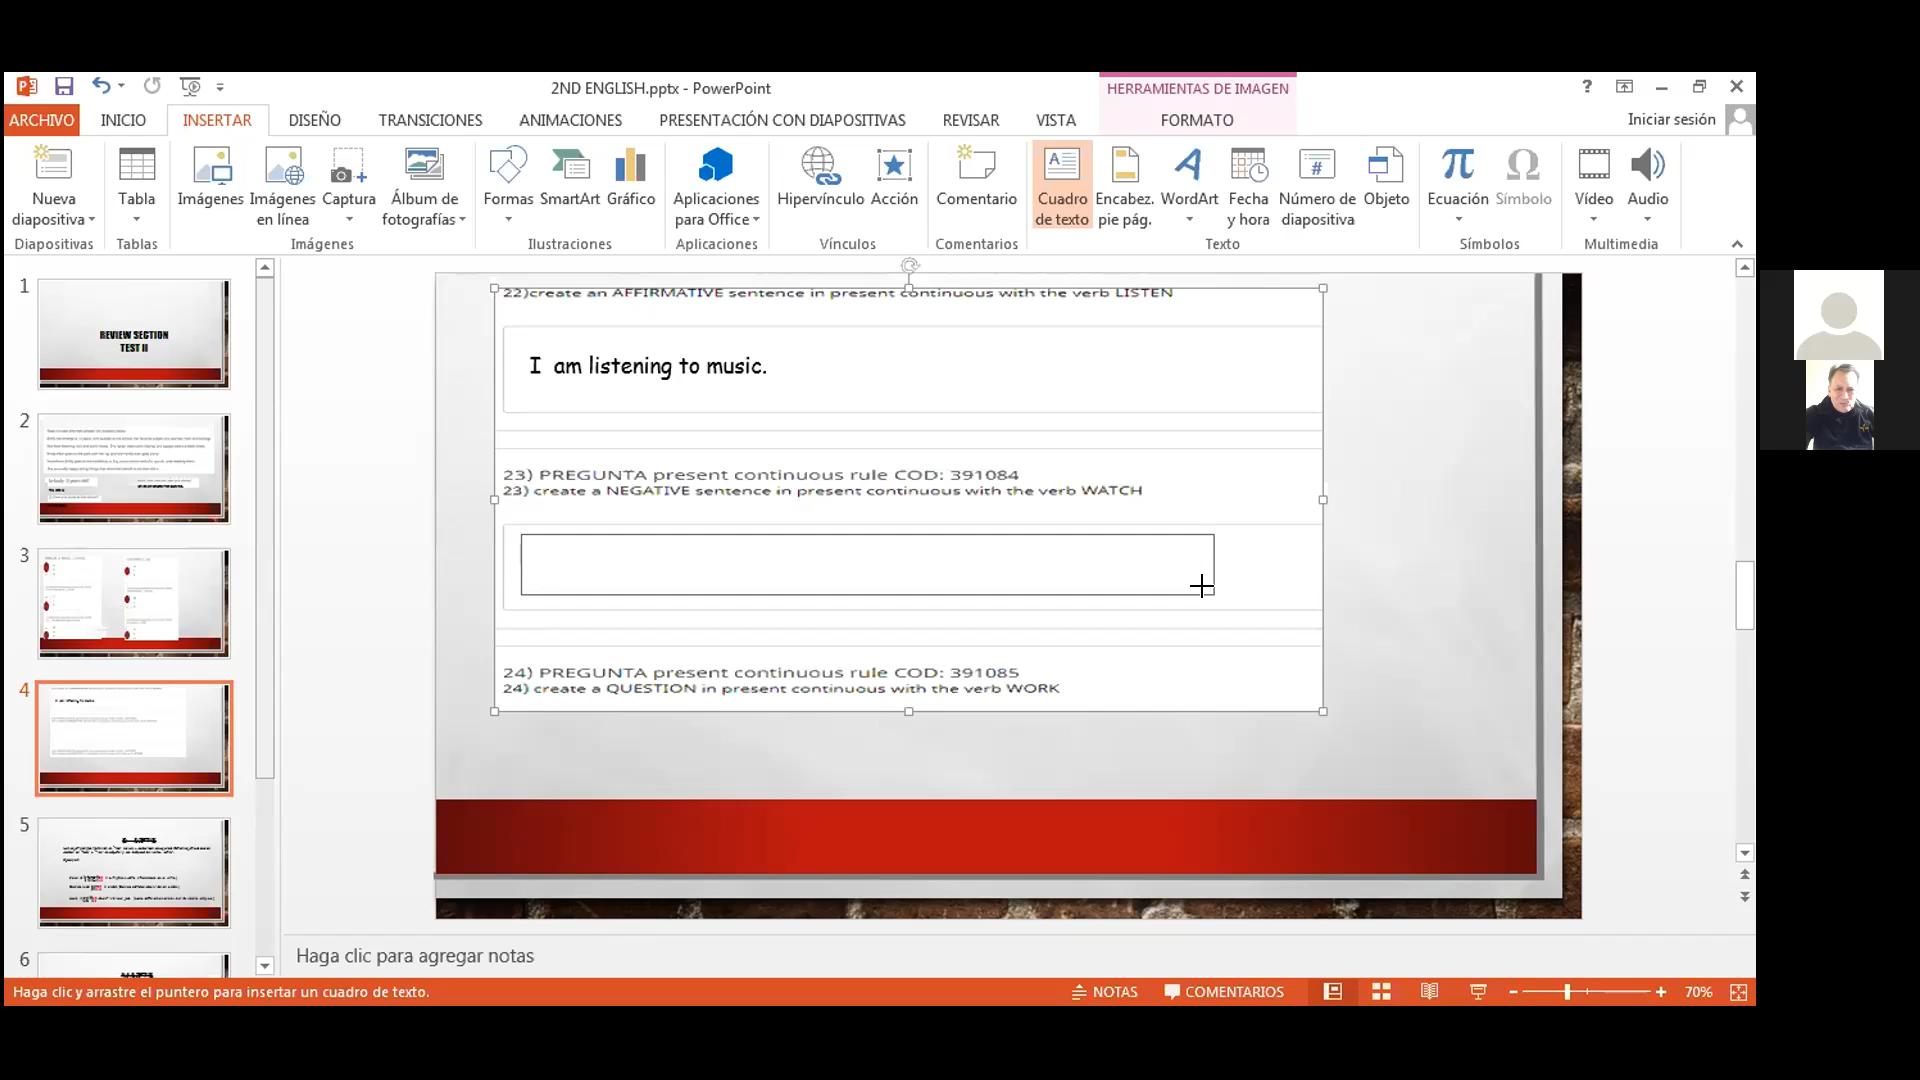 2ND ENGLISH.pptx - PowerPoint
HERRAMIENTAS DE IMAGEN
?
ARCHIVO INICIO INSERTAR DISEÑO TRANSICIONES ANIMACIONES PRESENTACIÓN CON DIAPOSITIVAS REVISAR VISTA FORMATO Iniciar sesión
Nueva diapositiva
Tabla
Imágenes
Imágenes en línea
Captura
Álbum de fotografías
Formas
SmartArt
Gráfico
Aplicaciones para Office
Hipervínculo
Acción
Comentario
Cuadro de texto
Encabez. pie pág.
WordArt
Fecha y hora
Número de diapositiva
Objeto
Ecuación
Símbolo
Vídeo
Audio
Diapositivas Tablas Imágenes Ilustraciones Aplicaciones Vínculos Comentarios Texto Símbolos Multimedia
1
REVIEW SECTION
TEST II
2
3
4
5
6
22)create an AFFIRMATIVE sentence in present continuous with the verb LISTEN
I am listening to music.
23) PREGUNTA present continuous rule COD: 391084
23) create a NEGATIVE sentence in present continuous with the verb WATCH
24) PREGUNTA present continuous rule COD: 391085
24) create a QUESTION in present continuous with the verb WORK
Haga clic para agregar notas
Haga clic y arrastre el puntero para insertar un cuadro de texto.
NOTAS COMENTARIOS 70%